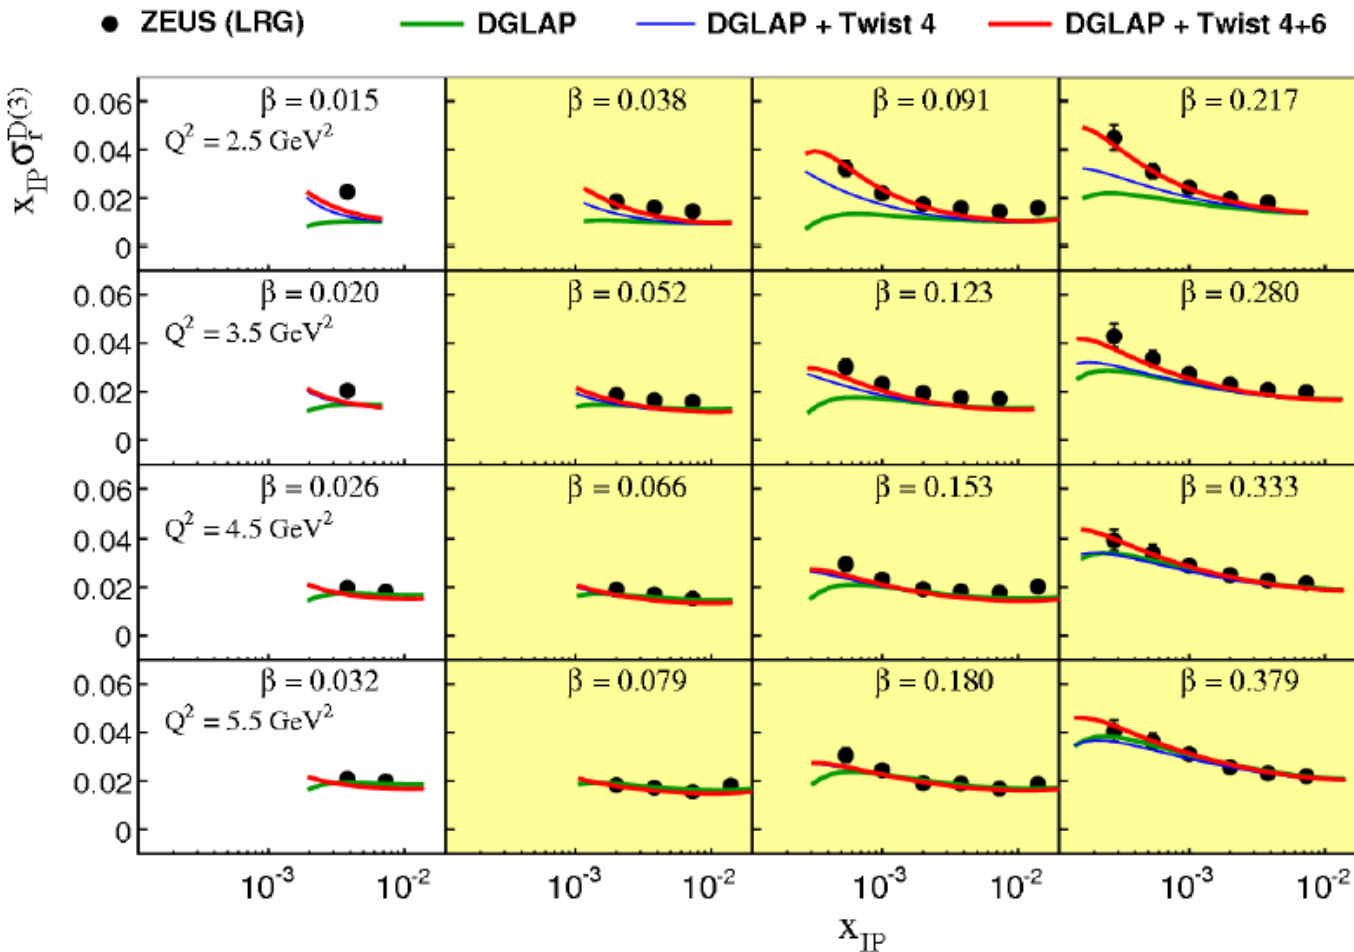 ZEUS (LRG) DGLAP DGLAP + Twist 4 DGLAP + Twist 4+6
x_IP σ_r^D(3)
0.06 β = 0.015 β = 0.038 β = 0.091 β = 0.217
Q² = 2.5 GeV²
0.04
0.02
0
0.06 β = 0.020 β = 0.052 β = 0.123 β = 0.280
Q² = 3.5 GeV²
0.04
0.02
0
0.06 β = 0.026 β = 0.066 β = 0.153 β = 0.333
Q² = 4.5 GeV²
0.04
0.02
0
0.06 β = 0.032 β = 0.079 β = 0.180 β = 0.379
Q² = 5.5 GeV²
0.04
0.02
0
10⁻³ 10⁻² 10⁻³ 10⁻² 10⁻³ 10⁻² 10⁻³ 10⁻²
x_IP